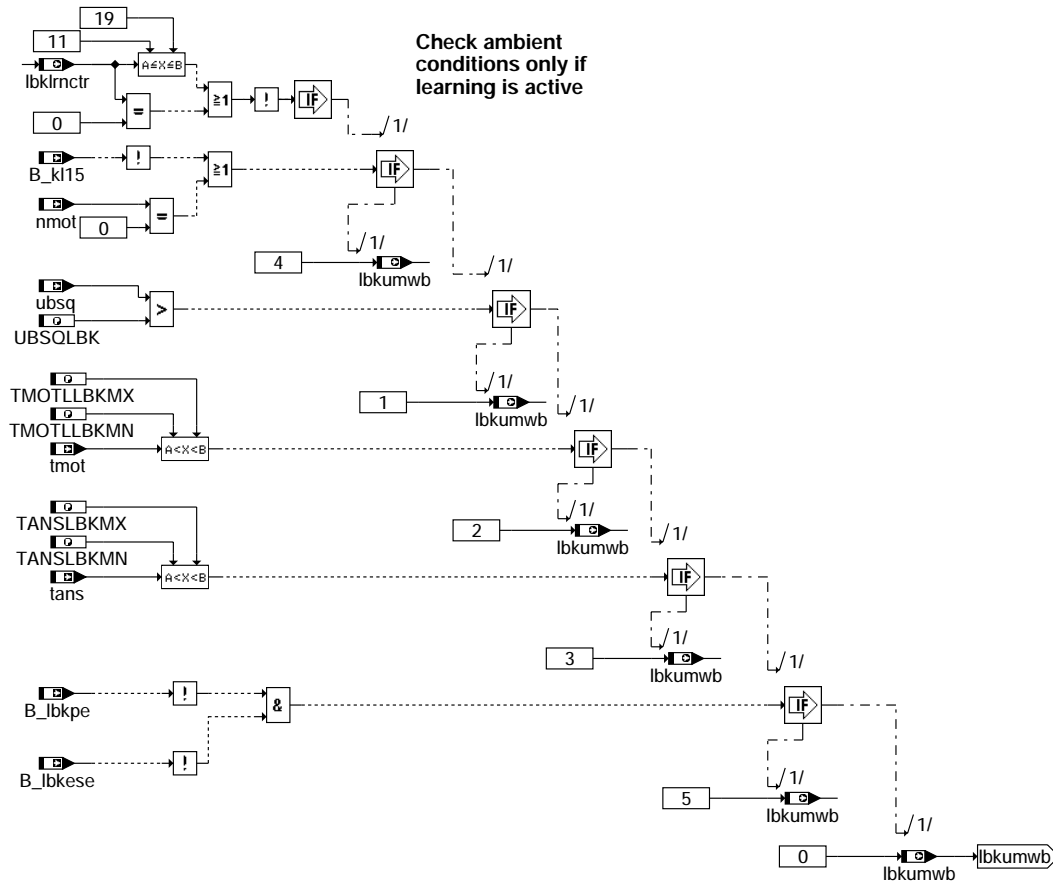 19
11
Check ambient
conditions only if
learning is active
A≤X≤B
lbklrnctr
≥1
!
IF
=
0
/ 1/
B_kl15
!
≥1
IF
nmot
=
0
/ 1/
4
lbkumwb
/ 1/
ubsq
>
IF
UBSQLBK
/ 1/
TMOTLLBKMX
1
lbkumwb
/ 1/
TMOTLLBKMN
tmot
A<X<B
IF
/ 1/
TANSLBKMX
2
lbkumwb
/ 1/
TANSLBKMN
tans
A<X<B
IF
/ 1/
3
lbkumwb
/ 1/
B_lbkpe
!
&
IF
B_lbkese
!
/ 1/
5
lbkumwb
/ 1/
0
lbkumwb
lbkumwb